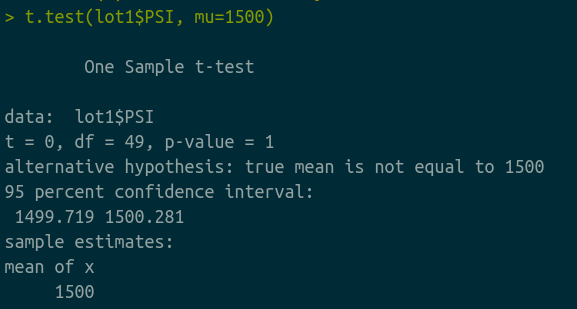 > t.test(lot1$PSI, mu=1500)
One Sample t-test
data:  lot1$PSI
t = 0, df = 49, p-value = 1
alternative hypothesis: true mean is not equal to 1500
95 percent confidence interval:
 1499.719 1500.281
sample estimates:
mean of x
     1500